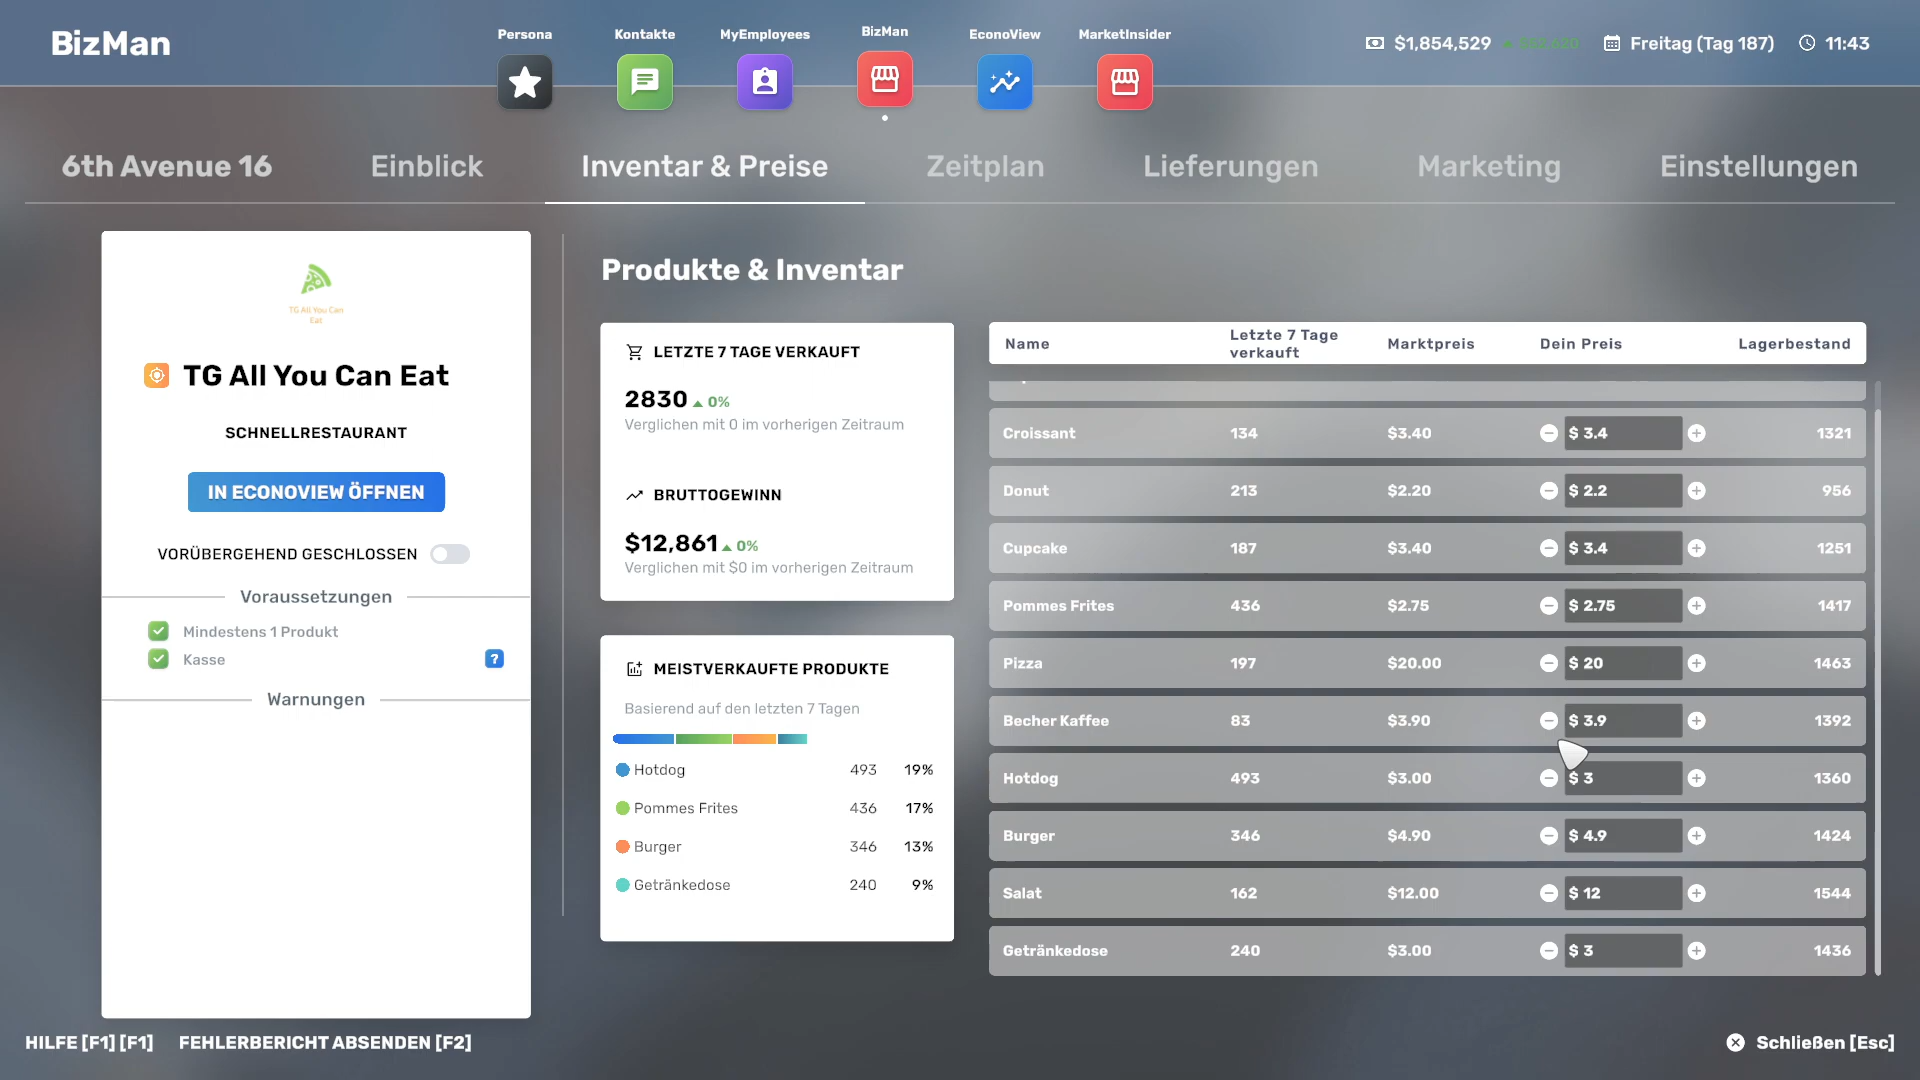 BizMan
Persona
Kontakte
MyEmployees
BizMan
EconoView
MarketInsider
$1,854,529
Freitag (Tag 187)
11:43
6th Avenue 16
Einblick
Inventar & Preise
Zeitplan
Lieferungen
Marketing
Einstellungen
TG All You Can
Eat
TG All You Can Eat
SCHNELLRESTAURANT
IN ECONOVIEW ÖFFNEN
VORÜBERGEHEND GESCHLOSSEN
Voraussetzungen
Mindestens 1 Produkt
Kasse
?
Warnungen
Produkte & Inventar
LETZTE 7 TAGE VERKAUFT
2830 0%
Verglichen mit 0 im vorherigen Zeitraum
BRUTTOGEWINN
$12,861 0%
Verglichen mit $0 im vorherigen Zeitraum
MEISTVERKAUFTE PRODUKTE
Basierend auf den letzten 7 Tagen
Hotdog 493 19%
Pommes Frites 436 17%
Burger 346 13%
Getränkedose 240 9%
Name Letzte 7 Tage verkauft Marktpreis Dein Preis Lagerbestand
Croissant 134 $3.40 $ 3.4 1321
Donut 213 $2.20 $ 2.2 956
Cupcake 187 $3.40 $ 3.4 1251
Pommes Frites 436 $2.75 $ 2.75 1417
Pizza 197 $20.00 $ 20 1463
Becher Kaffee 83 $3.90 $ 3.9 1392
Hotdog 493 $3.00 $ 3 1360
Burger 346 $4.90 $ 4.9 1424
Salat 162 $12.00 $ 12 1544
Getränkedose 240 $3.00 $ 3 1436
HILFE [F1] [F1]
FEHLERBERICHT ABSENDEN [F2]
Schließen [Esc]